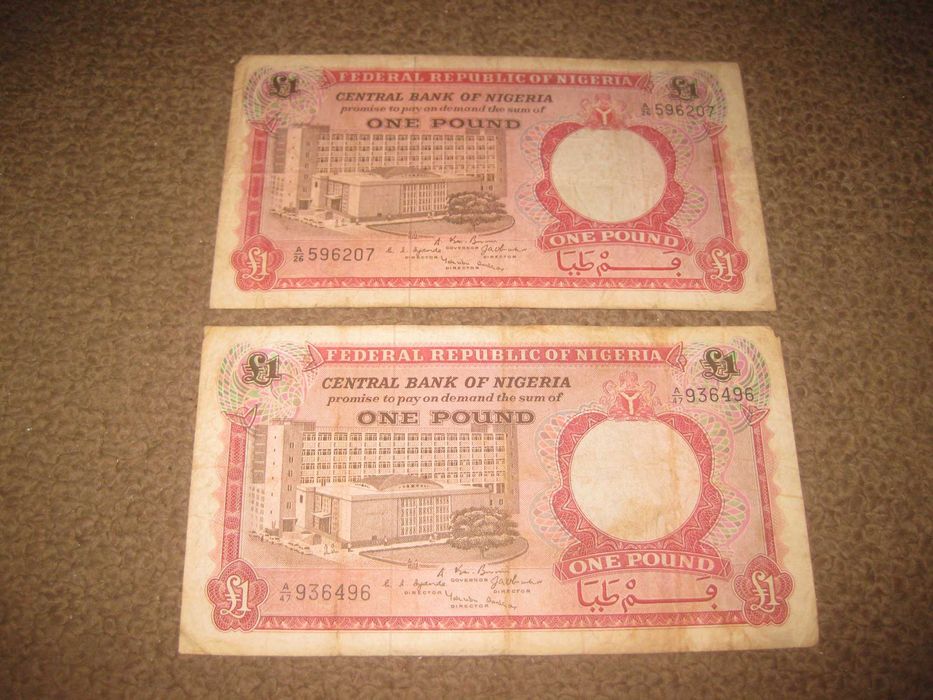 £1 FEDERAL REPUBLIC OF NIGERIA £1
CENTRAL BANK OF NIGERIA
promise to pay on demand the sum of
ONE POUND
A/26 596207
A/26 596207
GOVERNOR
DIRECTOR DIRECTOR
DIRECTOR
ONE POUND
£1 £1
£1 FEDERAL REPUBLIC OF NIGERIA £1
CENTRAL BANK OF NIGERIA
promise to pay on demand the sum of
ONE POUND
A/47 936496
A/47 936496
GOVERNOR
DIRECTOR DIRECTOR
DIRECTOR
ONE POUND
£1 £1